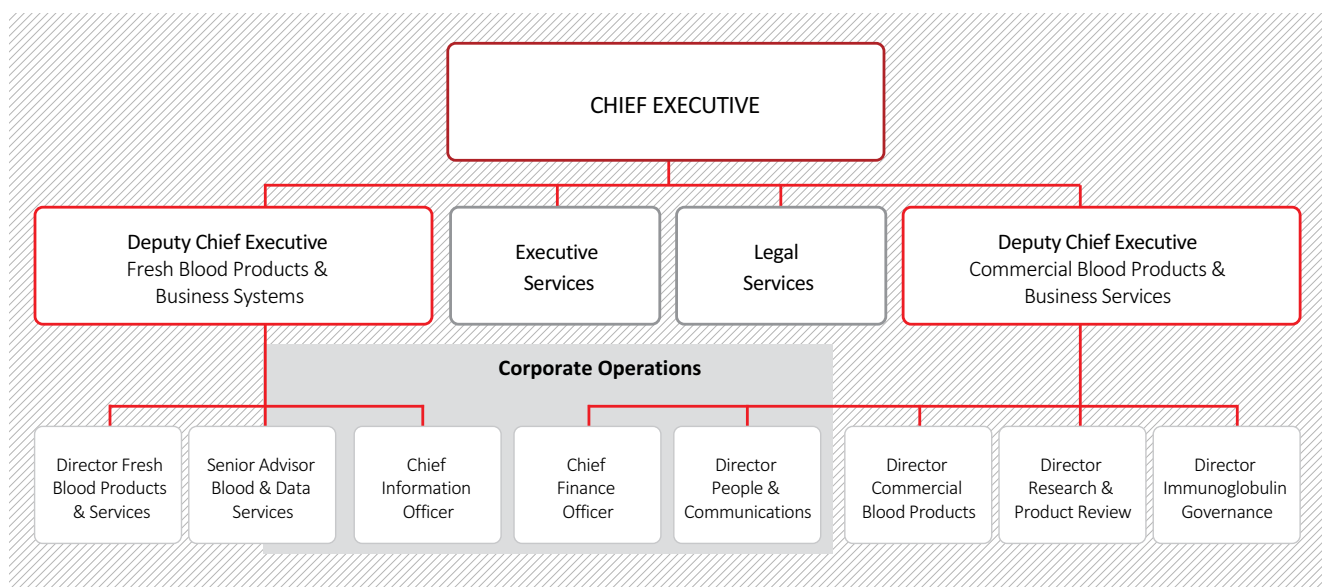 CHIEF EXECUTIVE
Deputy Chief Executive
Fresh Blood Products &
Business Systems
Executive
Services
Legal
Services
Deputy Chief Executive
Commercial Blood Products &
Business Services
Corporate Operations
Director Fresh
Blood Products
& Services
Senior Advisor
Blood & Data
Services
Chief
Information
Officer
Chief
Finance
Officer
Director
People &
Communications
Director
Commercial
Blood Products
Director
Research &
Product Review
Director
Immunoglobulin
Governance